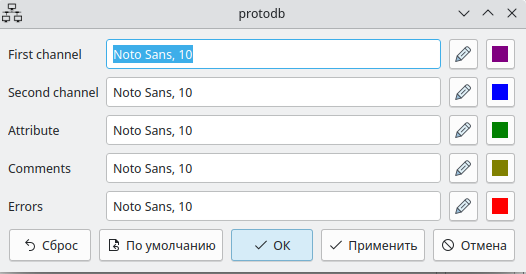 protodb
First channel Noto Sans, 10
Second channel Noto Sans, 10
Attribute Noto Sans, 10
Comments Noto Sans, 10
Errors Noto Sans, 10
Сброс По умолчанию ОК Применить Отмена